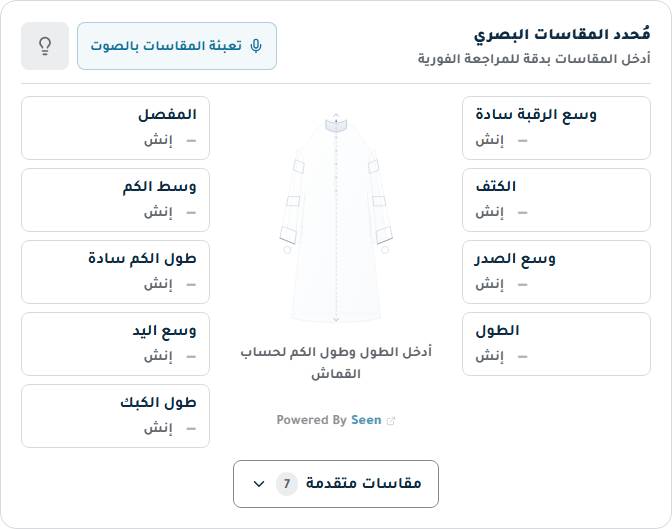 مُحدد المقاسات البصري
أدخل المقاسات بدقة للمراجعة الفورية
تعبئة المقاسات بالصوت
وسع الرقبة سادة
— إنش
الكتف
— إنش
وسع الصدر
— إنش
الطول
— إنش
أدخل الطول وطول الكم لحساب
القماش
Powered By Seen
المفصل
— إنش
وسط الكم
— إنش
طول الكم سادة
— إنش
وسع اليد
— إنش
طول الكبك
— إنش
مقاسات متقدمة 7